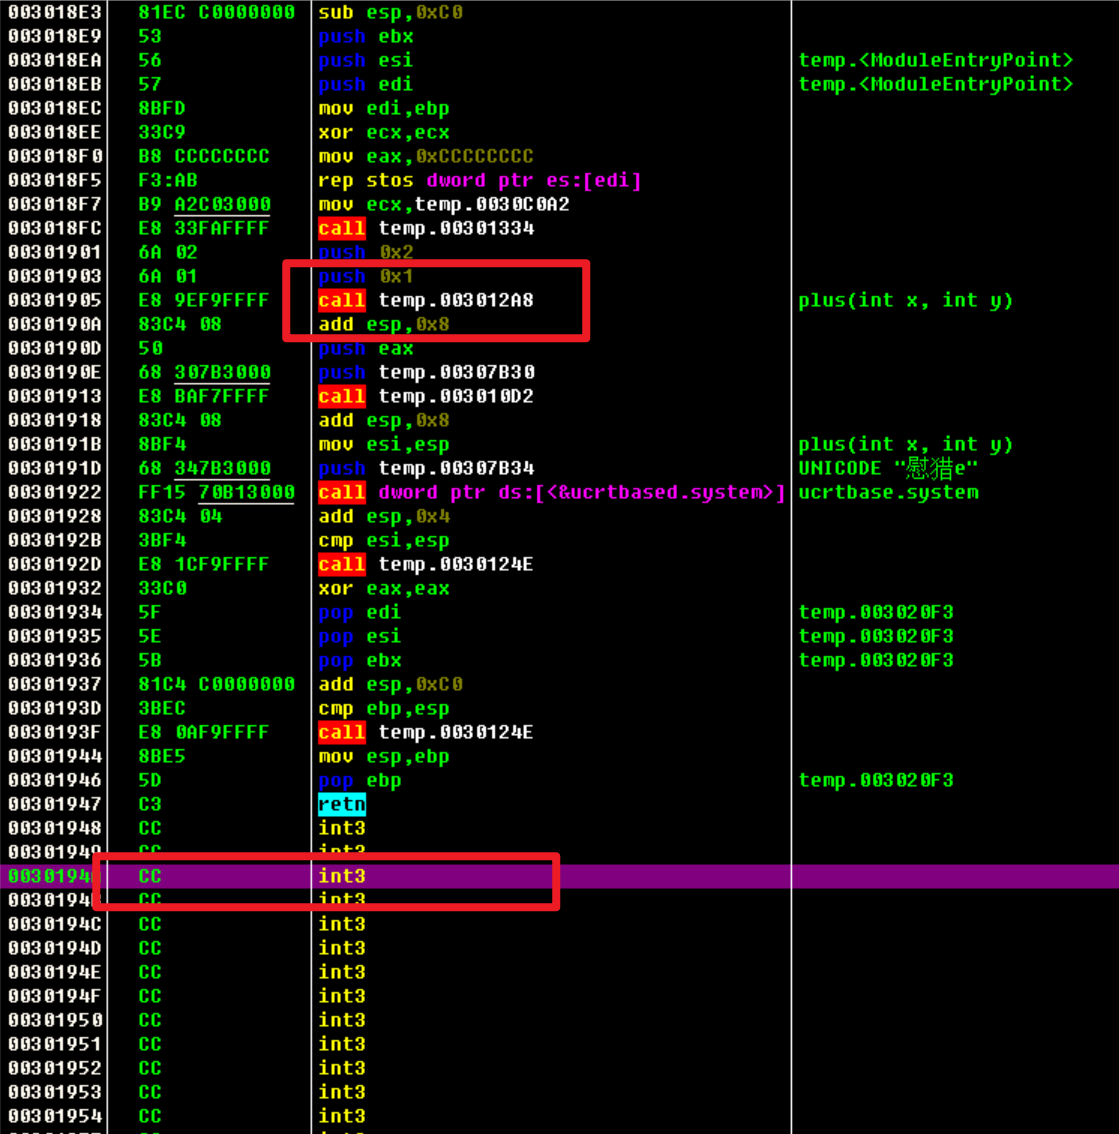 003018E3 81EC C0000000 sub esp,0xC0
003018E9 53 push ebx
003018EA 56 push esi temp.<ModuleEntryPoint>
003018EB 57 push edi temp.<ModuleEntryPoint>
003018EC 8BFD mov edi,ebp
003018EE 33C9 xor ecx,ecx
003018F0 B8 CCCCCCCC mov eax,0xCCCCCCCC
003018F5 F3:AB rep stos dword ptr es:[edi]
003018F7 B9 A2C03000 mov ecx,temp.0030C0A2
003018FC E8 33FAFFFF call temp.00301334
00301901 6A 02 push 0x2
00301903 6A 01 push 0x1
00301905 E8 9EF9FFFF call temp.003012A8 plus(int x, int y)
0030190A 83C4 08 add esp,0x8
0030190D 50 push eax
0030190E 68 307B3000 push temp.00307B30
00301913 E8 BAF7FFFF call temp.003010D2
00301918 83C4 08 add esp,0x8
0030191B 8BF4 mov esi,esp plus(int x, int y)
0030191D 68 347B3000 push temp.00307B34 UNICODE "慰猎e"
00301922 FF15 70B13000 call dword ptr ds:[<&ucrtbased.system>] ucrtbase.system
00301928 83C4 04 add esp,0x4
0030192B 3BF4 cmp esi,esp
0030192D E8 1CF9FFFF call temp.0030124E
00301932 33C0 xor eax,eax
00301934 5F pop edi temp.003020F3
00301935 5E pop esi temp.003020F3
00301936 5B pop ebx temp.003020F3
00301937 81C4 C0000000 add esp,0xC0
0030193D 3BEC cmp ebp,esp
0030193F E8 0AF9FFFF call temp.0030124E
00301944 8BE5 mov esp,ebp
00301946 5D pop ebp temp.003020F3
00301947 C3 retn
00301948 CC int3
00301949 CC int3
CC int3
CC int3
0030194C CC int3
0030194D CC int3
0030194E CC int3
0030194F CC int3
00301950 CC int3
00301951 CC int3
00301952 CC int3
00301953 CC int3
00301954 CC int3